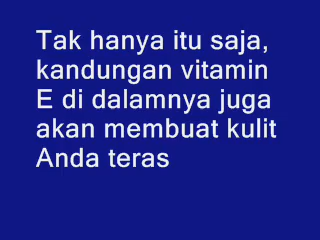 Tak hanya itu saja,
kandungan vitamin
E di dalamnya juga
akan membuat kulit
Anda teras